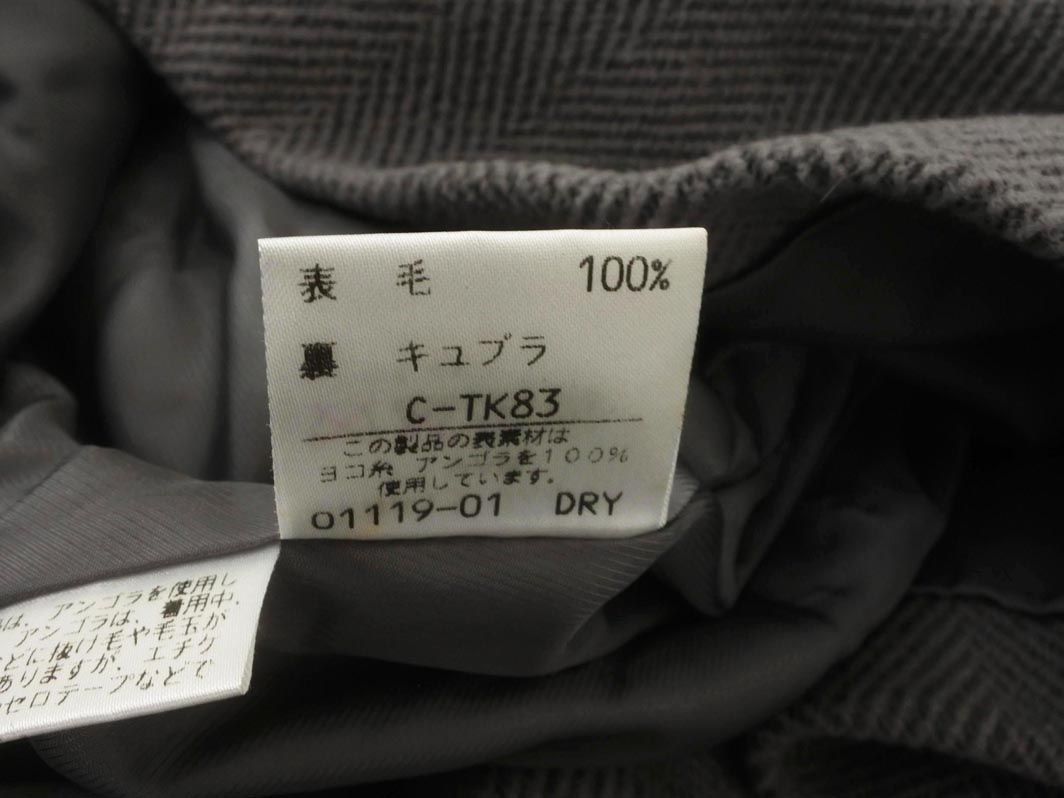 表 毛 100%
裏 キュプラ
C-TK83
この製品の表素材は
ヨコ糸 アンゴラを100%
使用しています。
01119-01 DRY
は、アンゴラを使用し
アンゴラは、着用中、
どに抜け毛や毛玉が
ありますが、エチケ
セロテープなどで